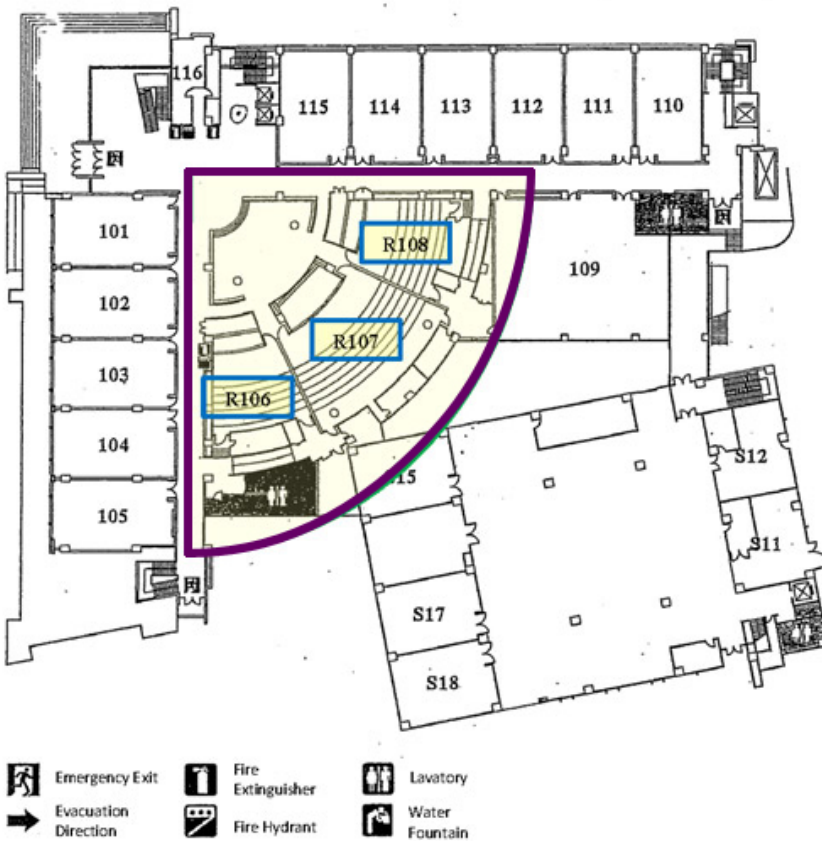 116
115
114
113
112
111
110
101
R108
109
102
R107
103
R106
104
S12
105
S11
S17
S18
Emergency Exit
Fire
Extinguisher
Lavatory
Evacuation
Direction
Fire Hydrant
Water
Fountain